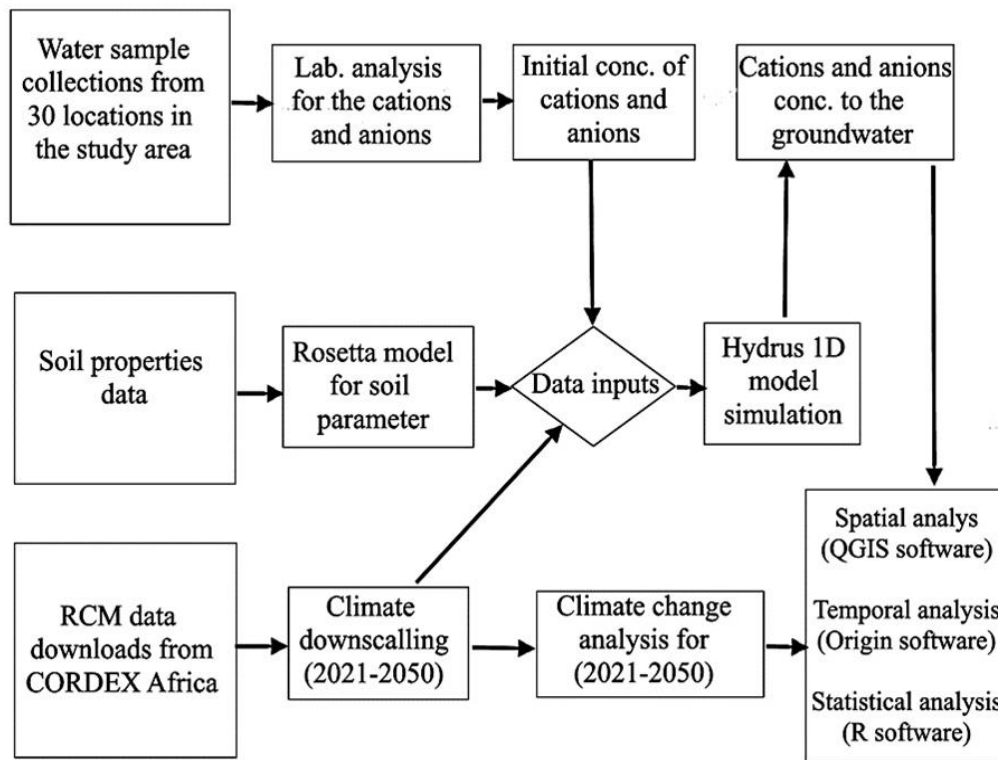 Water sample
collections from
30 locations in
the study area
Lab. analysis
for the cations
and anions
Initial conc. of
cations and
anions
Cations and anions
conc. to the
groundwater
Soil properties
data
Rosetta model
for soil
parameter
Data inputs
Hydrus 1D
model
simulation
RCM data
downloads from
CORDEX Africa
Climate
downscalling
(2021-2050)
Climate change
analysis for
(2021-2050)
Spatial analys
(QGIS software)
Temporal analysis
(Origin software)
Statistical analysis
(R software)